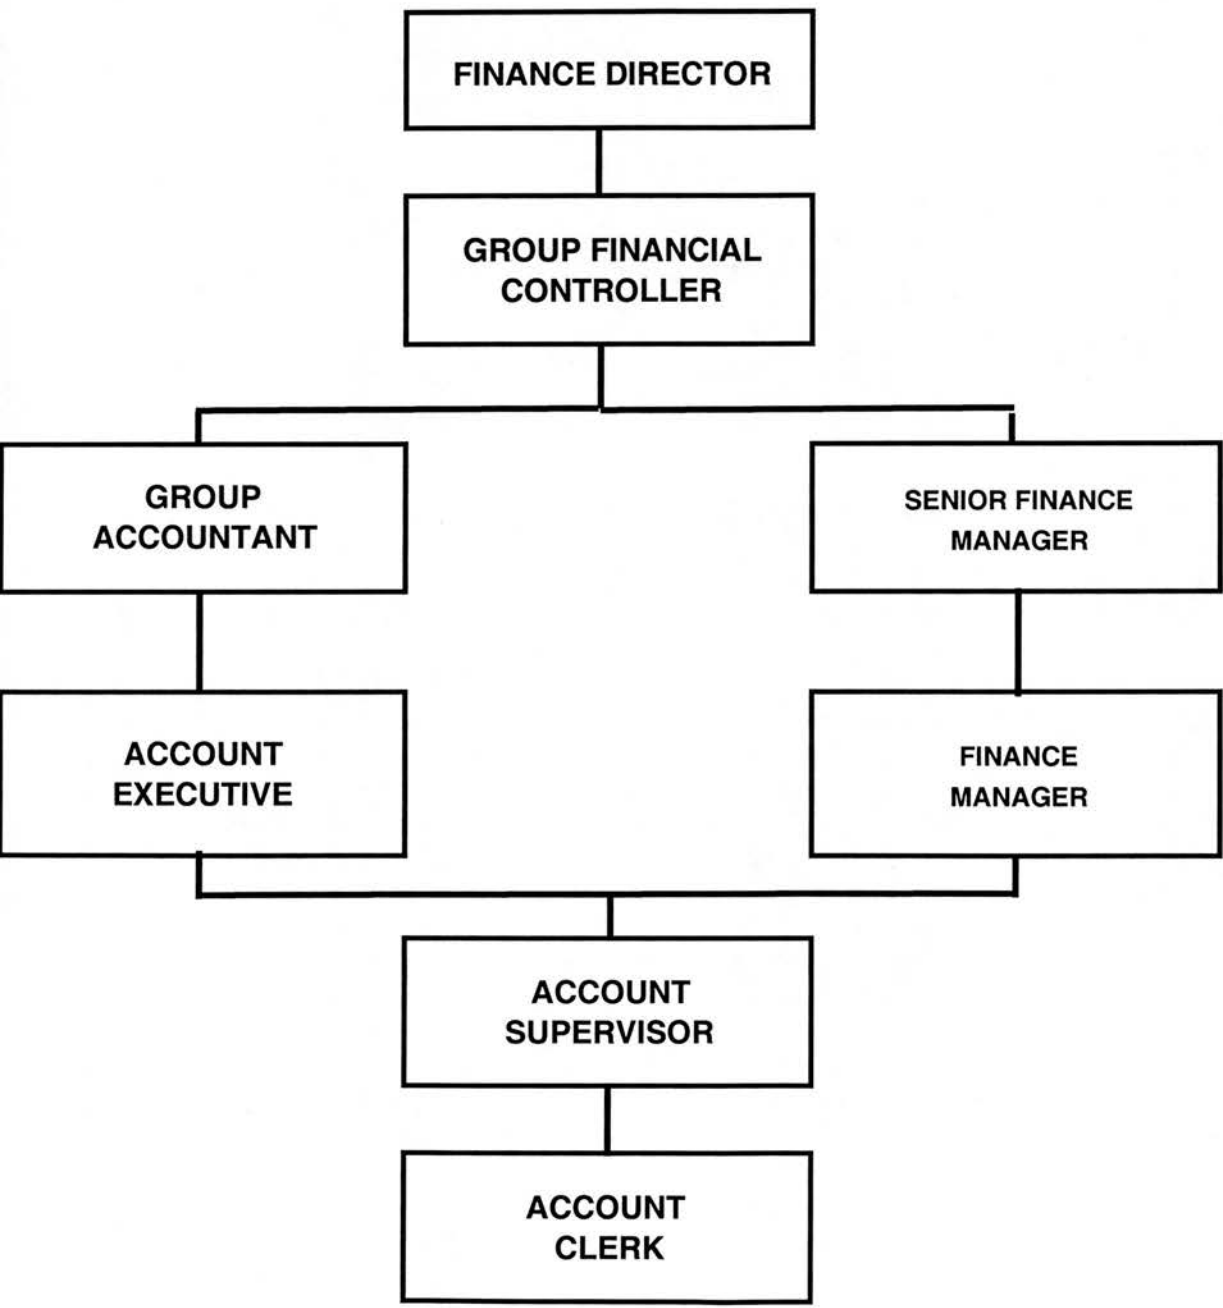 FINANCE DIRECTOR
GROUP FINANCIAL
CONTROLLER
GROUP
ACCOUNTANT
SENIOR FINANCE
MANAGER
ACCOUNT
EXECUTIVE
FINANCE
MANAGER
ACCOUNT
SUPERVISOR
ACCOUNT
CLERK